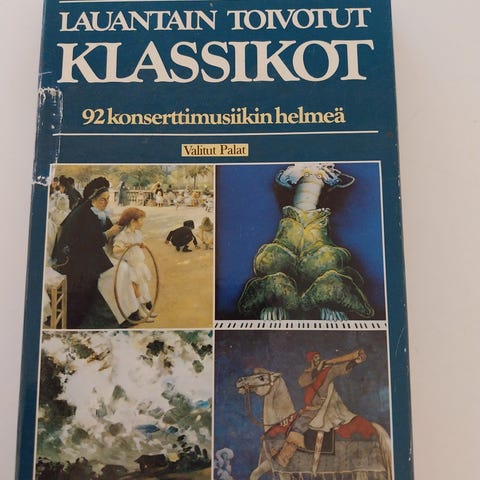 LAUANTAIN TOIVOTUT
KLASSIKOT
92 konserttimusiikin helmeä
Valitut Palat